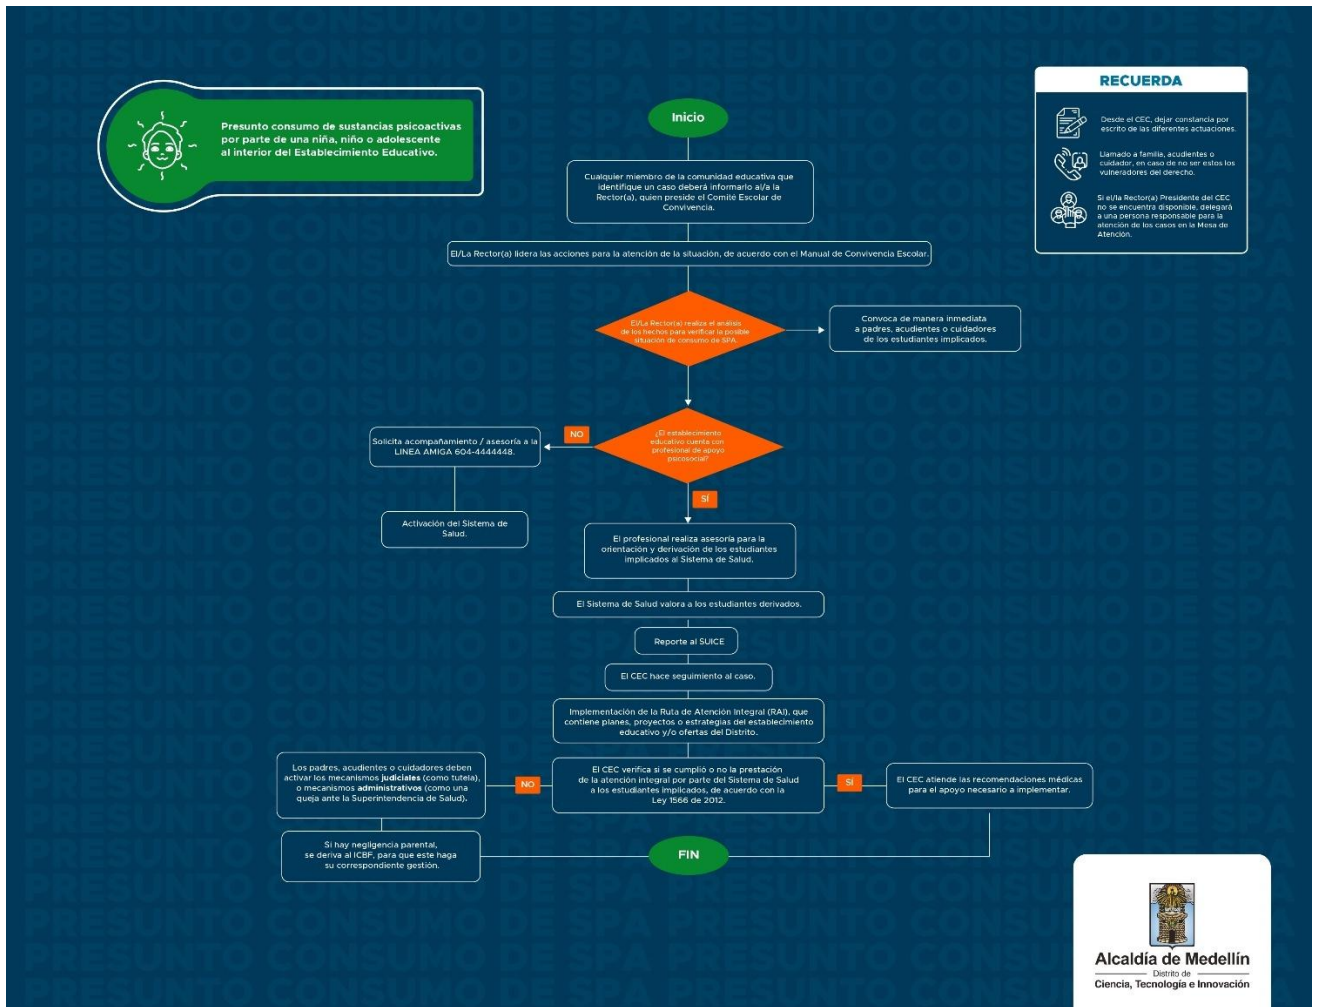 Presunto consumo de sustancias psicoactivas
por parte de una niña, niño o adolescente
al interior del Establecimiento Educativo.
RECUERDA
Desde el CEC, dejar constancia por
escrito de las diferentes actuaciones.
Llamado a familia, acudientes o
cuidador, en caso de no ser estos los
vulneradores del derecho.
Si el/la Rector(a) Presidente del CEC
no se encuentra disponible, delegará
a una persona responsable para la
atención de los casos en la Mesa de
Atención.
Inicio
Cualquier miembro de la comunidad educativa que
identifique un caso deberá informarlo al/a la
Rector(a), quien preside el Comité Escolar de
Convivencia.
El/La Rector(a) lidera las acciones para la atención de la situación, de acuerdo con el Manual de Convivencia Escolar.
El/La Rector(a) realiza el análisis
de los hechos para verificar la posible
situación de consumo de SPA.
Convoca de manera inmediata
a padres, acudientes o cuidadores
de los estudiantes implicados.
¿El establecimiento
educativo cuenta con
profesional de apoyo
psicosocial?
NO
Solicita acompañamiento / asesoría a la
LINEA AMIGA 604-4444448.
Activación del Sistema de
Salud.
SÍ
El profesional realiza asesoría para la
orientación y derivación de los estudiantes
implicados al Sistema de Salud.
El Sistema de Salud valora a los estudiantes derivados.
Reporte al SUICE
El CEC hace seguimiento al caso.
Implementación de la Ruta de Atención Integral (RAI), que
contiene planes, proyectos o estrategias del establecimiento
educativo y/o ofertas del Distrito.
El CEC verifica si se cumplió o no la prestación
de la atención integral por parte del Sistema de Salud
a los estudiantes implicados, de acuerdo con la
Ley 1566 de 2012.
NO
Los padres, acudientes o cuidadores deben
activar los mecanismos judiciales (como tutela),
o mecanismos administrativos (como una
queja ante la Superintendencia de Salud).
Si hay negligencia parental,
se deriva al ICBF, para que este haga
su correspondiente gestión.
SÍ
El CEC atiende las recomendaciones médicas
para el apoyo necesario a implementar.
FIN
Alcaldía de Medellín
Distrito de
Ciencia, Tecnología e Innovación
PRESUNTO CONSUMO DE SPA